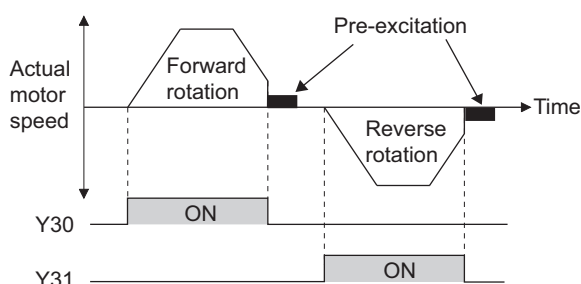 Pre-excitation
Actual
motor
speed
Forward
rotation
Time
Reverse
rotation
ON
Y30
ON
Y31